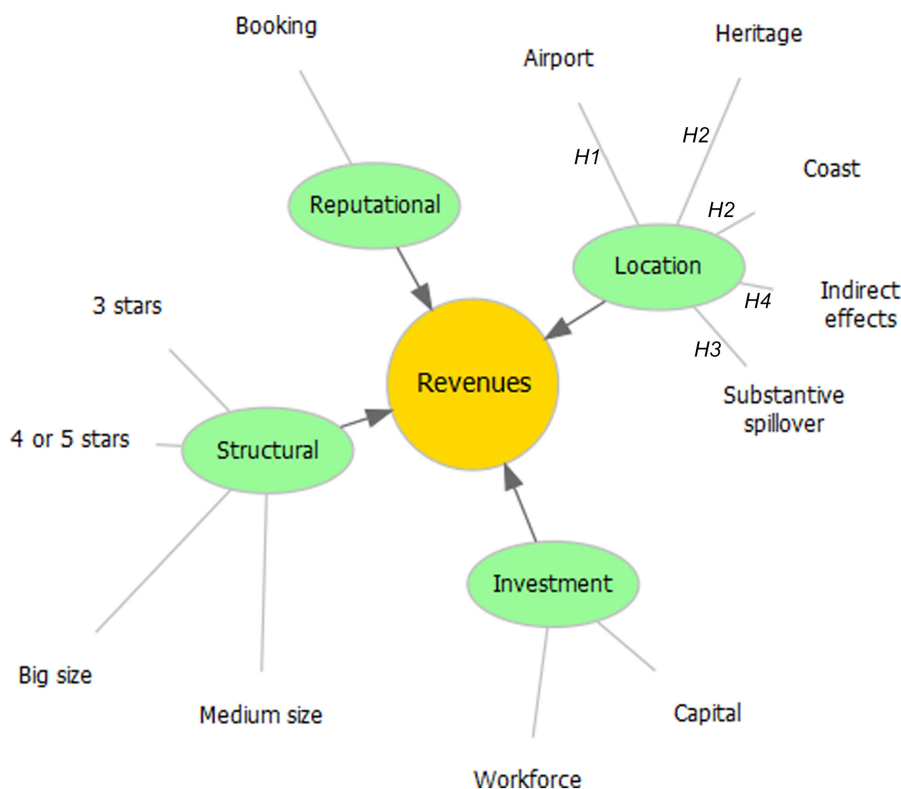 Booking
Heritage
Airport
H2
H1
Coast
Reputational
H2
Location
Indirect
effects
H4
3 stars
H3
Revenues
Substantive
spillover
4 or 5 stars
Structural
Investment
Big size
Medium size
Capital
Workforce